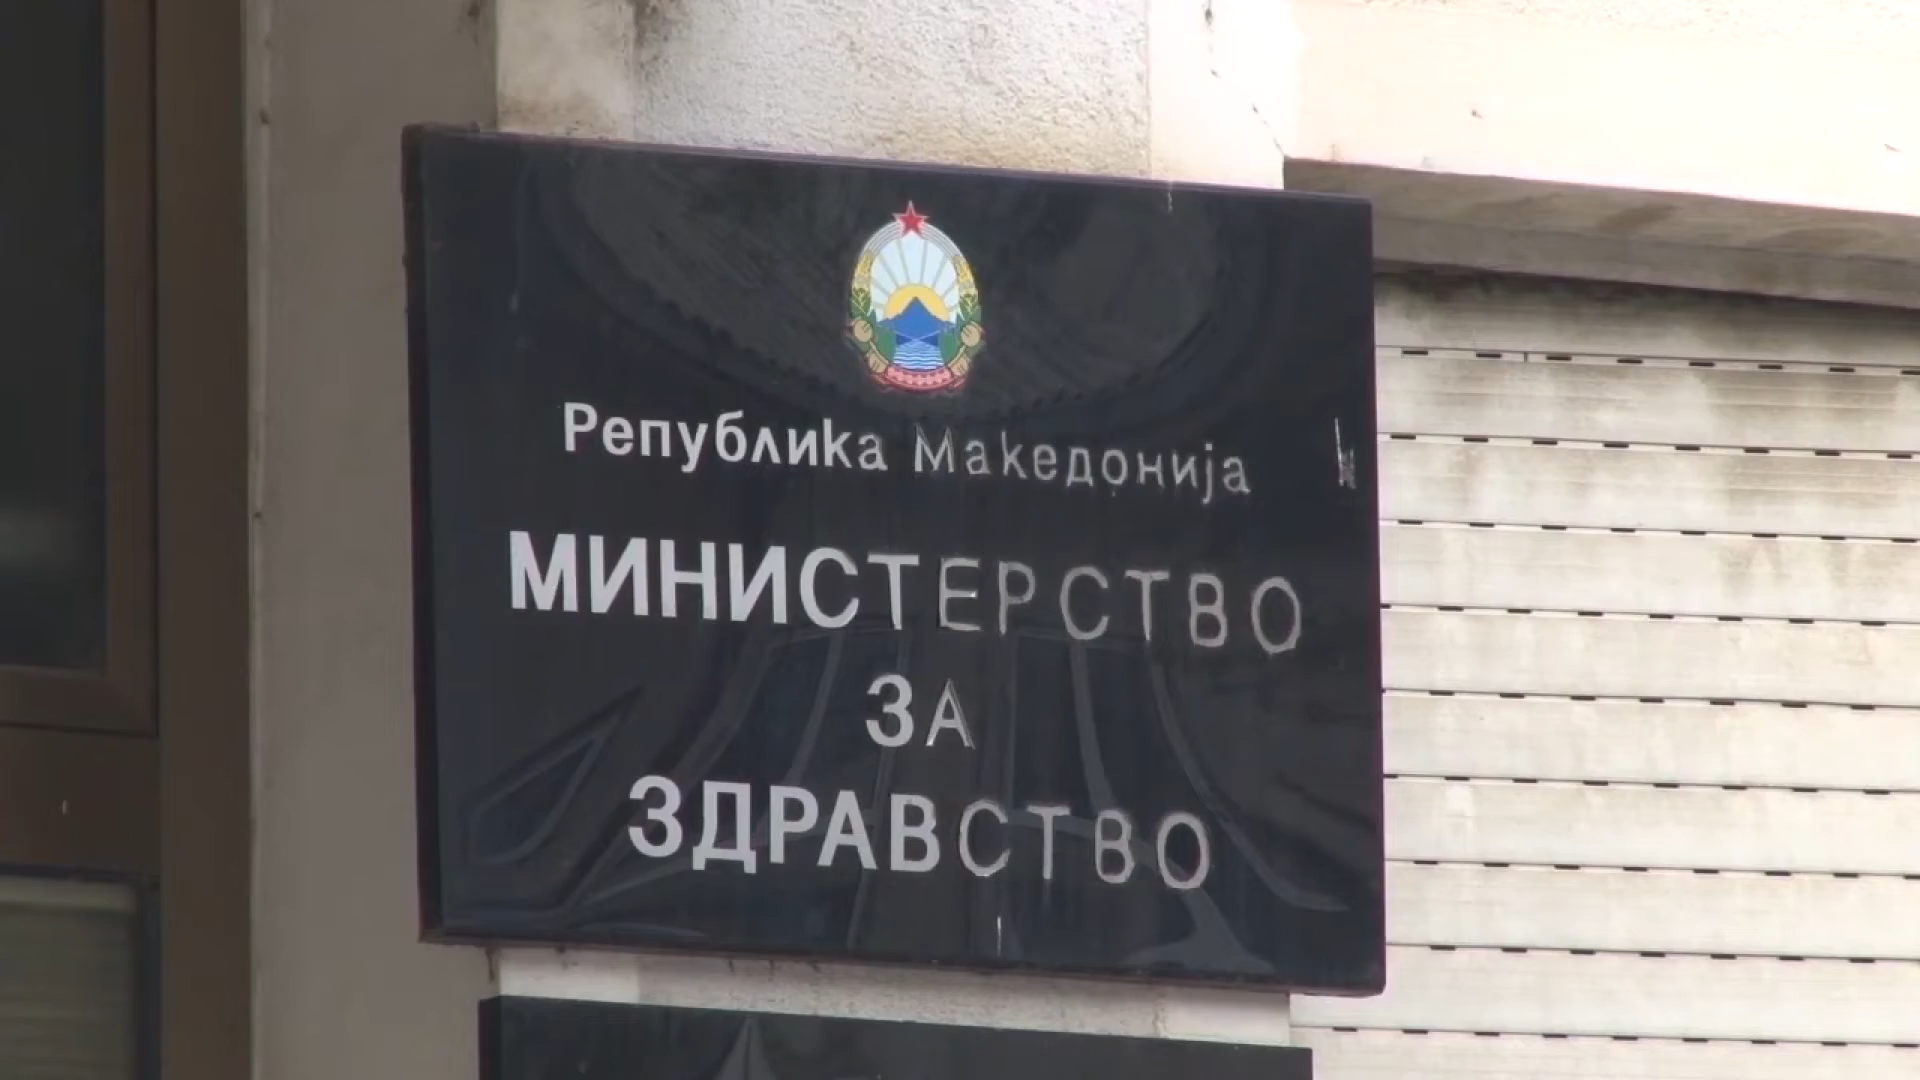 Република Македонија
МИНИСТЕРСТВО
ЗА
ЗДРАВСТВО